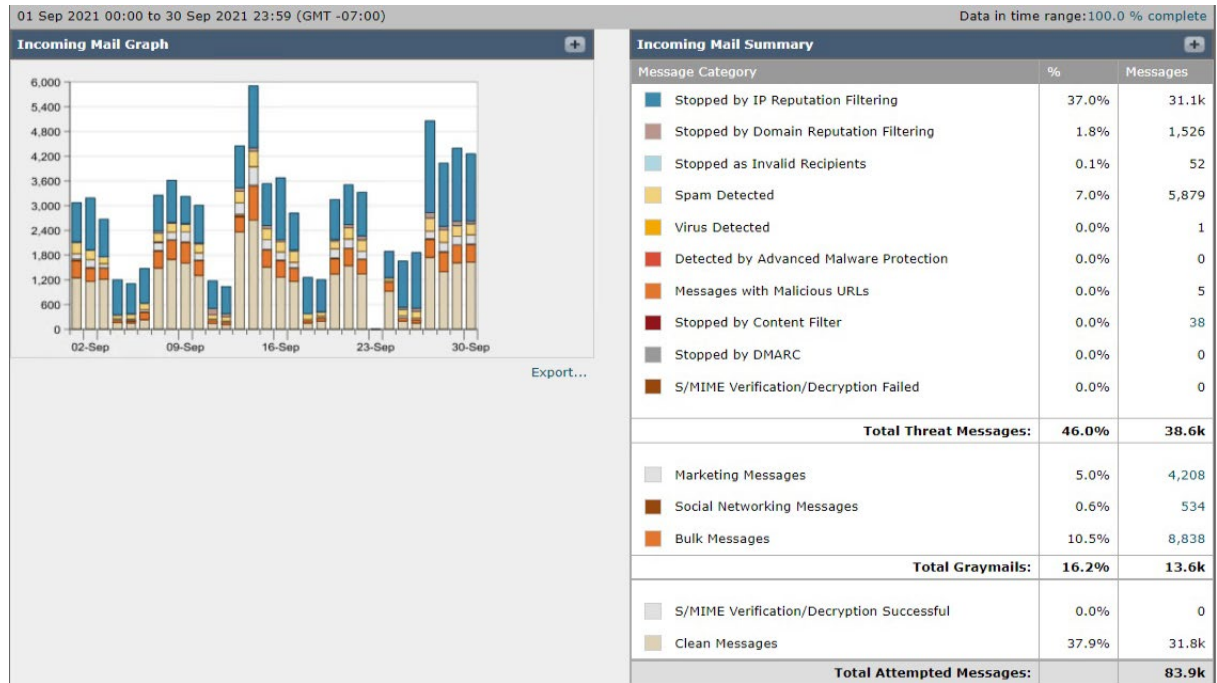 01 Sep 2021 00:00 to 30 Sep 2021 23:59 (GMT -07:00)
Data in time range:100.0 % complete
Incoming Mail Graph
6,000
5,400
4,800
4,200
3,600
3,000
2,400
1,800
1,200
600
0
02-Sep 09-Sep 16-Sep 23-Sep 30-Sep
Export...
Incoming Mail Summary
Message Category % Messages
Stopped by IP Reputation Filtering 37.0% 31.1k
Stopped by Domain Reputation Filtering 1.8% 1,526
Stopped as Invalid Recipients 0.1% 52
Spam Detected 7.0% 5,879
Virus Detected 0.0% 1
Detected by Advanced Malware Protection 0.0% 0
Messages with Malicious URLs 0.0% 5
Stopped by Content Filter 0.0% 38
Stopped by DMARC 0.0% 0
S/MIME Verification/Decryption Failed 0.0% 0
Total Threat Messages: 46.0% 38.6k
Marketing Messages 5.0% 4,208
Social Networking Messages 0.6% 534
Bulk Messages 10.5% 8,838
Total Graymails: 16.2% 13.6k
S/MIME Verification/Decryption Successful 0.0% 0
Clean Messages 37.9% 31.8k
Total Attempted Messages: 83.9k